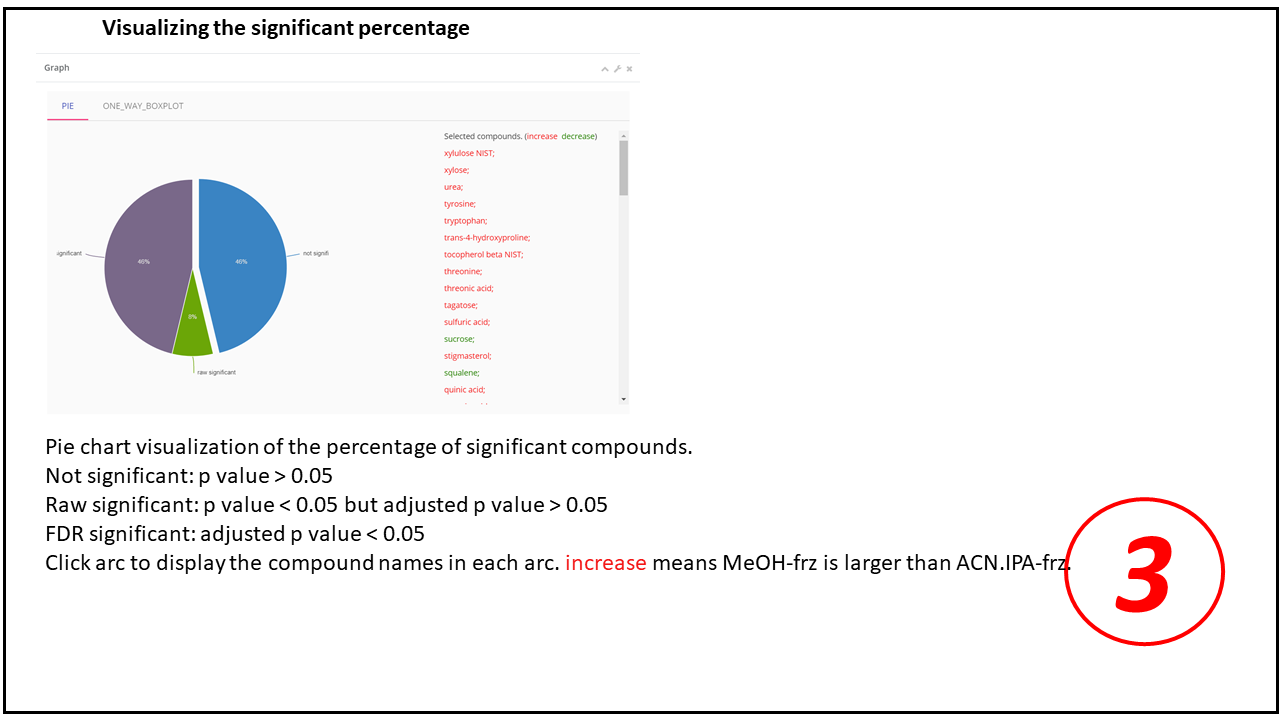 Visualizing the significant percentage
Graph
PIE ONE_WAY_BOXPLOT
Selected compounds. (increase decrease)
xylulose NIST;
xylose;
urea;
tyrosine;
tryptophan;
trans-4-hydroxyproline;
tocopherol beta NIST;
threonine;
threonic acid;
tagatose;
sulfuric acid;
sucrose;
stigmasterol;
squalene;
quinic acid;
ignificant
46%
46%
not signifi
8%
raw significant
Pie chart visualization of the percentage of significant compounds.
Not significant: p value > 0.05
Raw significant: p value < 0.05 but adjusted p value > 0.05
FDR significant: adjusted p value < 0.05
Click arc to display the compound names in each arc. increase means MeOH-frz is larger than ACN.IPA-frz.
3